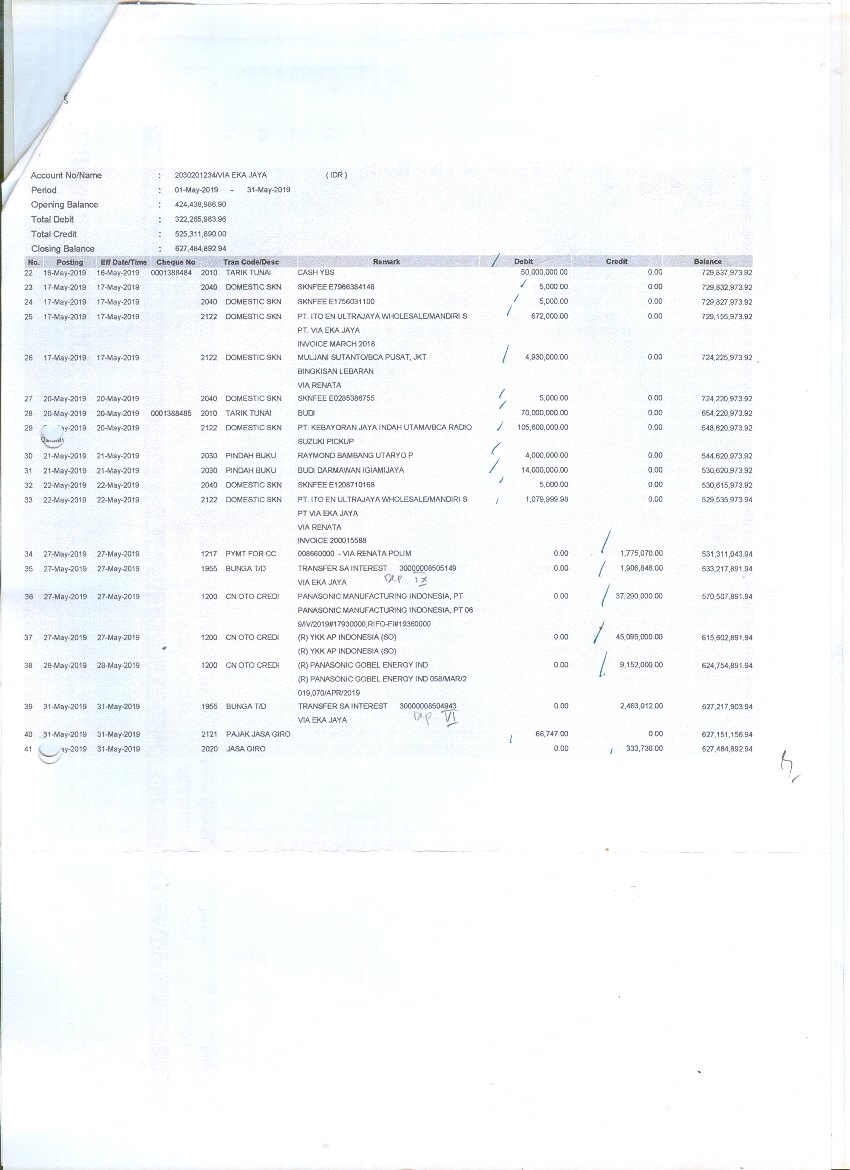 Account No/Name : 2030201234/VIA EKA JAYA ( IDR )
Period : 01-May-2019 - 31-May-2019
Opening Balance : 424,438,986.90
Total Debit : 322,265,983.96
Total Credit : 525,311,890.00
Closing Balance : 627,484,892.94
No. Posting Eff Date/Time Cheque No Tran Code/Desc Remark Debit Credit Balance
22 16-May-2019 16-May-2019 0001388484 2010 TARIK TUNAI CASH YBS 50,000,000.00 0.00 729,837,973.92
23 17-May-2019 17-May-2019 2040 DOMESTIC SKN SKNFEE E7966384146 5,000.00 0.00 729,832,973.92
24 17-May-2019 17-May-2019 2040 DOMESTIC SKN SKNFEE E1756031100 5,000.00 0.00 729,827,973.92
25 17-May-2019 17-May-2019 2122 DOMESTIC SKN PT. ITO EN ULTRAJAYA WHOLESALE/MANDIRI S 672,000.00 0.00 729,155,973.92
PT. VIA EKA JAYA
INVOICE MARCH 2018
26 17-May-2019 17-May-2019 2122 DOMESTIC SKN MULJANI SUTANTO/BCA PUSAT, JKT 4,930,000.00 0.00 724,225,973.92
BINGKISAN LEBARAN
VIA RENATA
27 20-May-2019 20-May-2019 2040 DOMESTIC SKN SKNFEE E0285386755 5,000.00 0.00 724,220,973.92
28 20-May-2019 20-May-2019 0001388485 2010 TARIK TUNAI BUDI 70,000,000.00 0.00 654,220,973.92
29 ay-2019 20-May-2019 2122 DOMESTIC SKN PT. KEBAYORAN JAYA INDAH UTAMA/BCA RADIO 105,600,000.00 0.00 548,620,973.92
SUZUKI PICKUP
30 21-May-2019 21-May-2019 2030 PINDAH BUKU RAYMOND BAMBANG UTARYO P 4,000,000.00 0.00 544,620,973.92
31 21-May-2019 21-May-2019 2030 PINDAH BUKU BUDI DARMAWAN IGIAMIJAYA 14,000,000.00 0.00 530,620,973.92
32 22-May-2019 22-May-2019 2040 DOMESTIC SKN SKNFEE E1208710168 5,000.00 0.00 530,615,973.92
33 22-May-2019 22-May-2019 2122 DOMESTIC SKN PT. ITO EN ULTRAJAYA WHOLESALE/MANDIRI S 1,079,999.98 0.00 529,535,973.94
PT VIA EKA JAYA
VIA RENATA
INVOICE 200015588
34 27-May-2019 27-May-2019 1217 PYMT FOR CC 008660000 - VIA RENATA POLIM 0.00 1,775,070.00 531,311,043.94
35 27-May-2019 27-May-2019 1955 BUNGA T/D TRANSFER SA INTEREST 30000008505149 0.00 1,906,848.00 533,217,891.94
VIA EKA JAYA Dep IX
36 27-May-2019 27-May-2019 1200 CN OTO CREDI PANASONIC MANUFACTURING INDONESIA, PT 0.00 37,290,000.00 570,507,891.94
PANASONIC MANUFACTURING INDONESIA, PT 06
9/IV/2019#17930000,RIFO-FI#19360000
37 27-May-2019 27-May-2019 1200 CN OTO CREDI (R) YKK AP INDONESIA (SO) 0.00 45,095,000.00 615,602,891.94
(R) YKK AP INDONESIA (SO)
38 28-May-2019 28-May-2019 1200 CN OTO CREDI (R) PANASONIC GOBEL ENERGY IND 0.00 9,152,000.00 624,754,891.94
(R) PANASONIC GOBEL ENERGY IND 058/MAR/2
019,070/APR/2019
39 31-May-2019 31-May-2019 1955 BUNGA T/D TRANSFER SA INTEREST 30000008504943 0.00 2,463,012.00 627,217,903.94
VIA EKA JAYA Dep VI
40 31-May-2019 31-May-2019 2121 PAJAK JASA GIRO 66,747.00 0.00 627,151,156.94
41 ay-2019 31-May-2019 2020 JASA GIRO 0.00 333,736.00 627,484,892.94